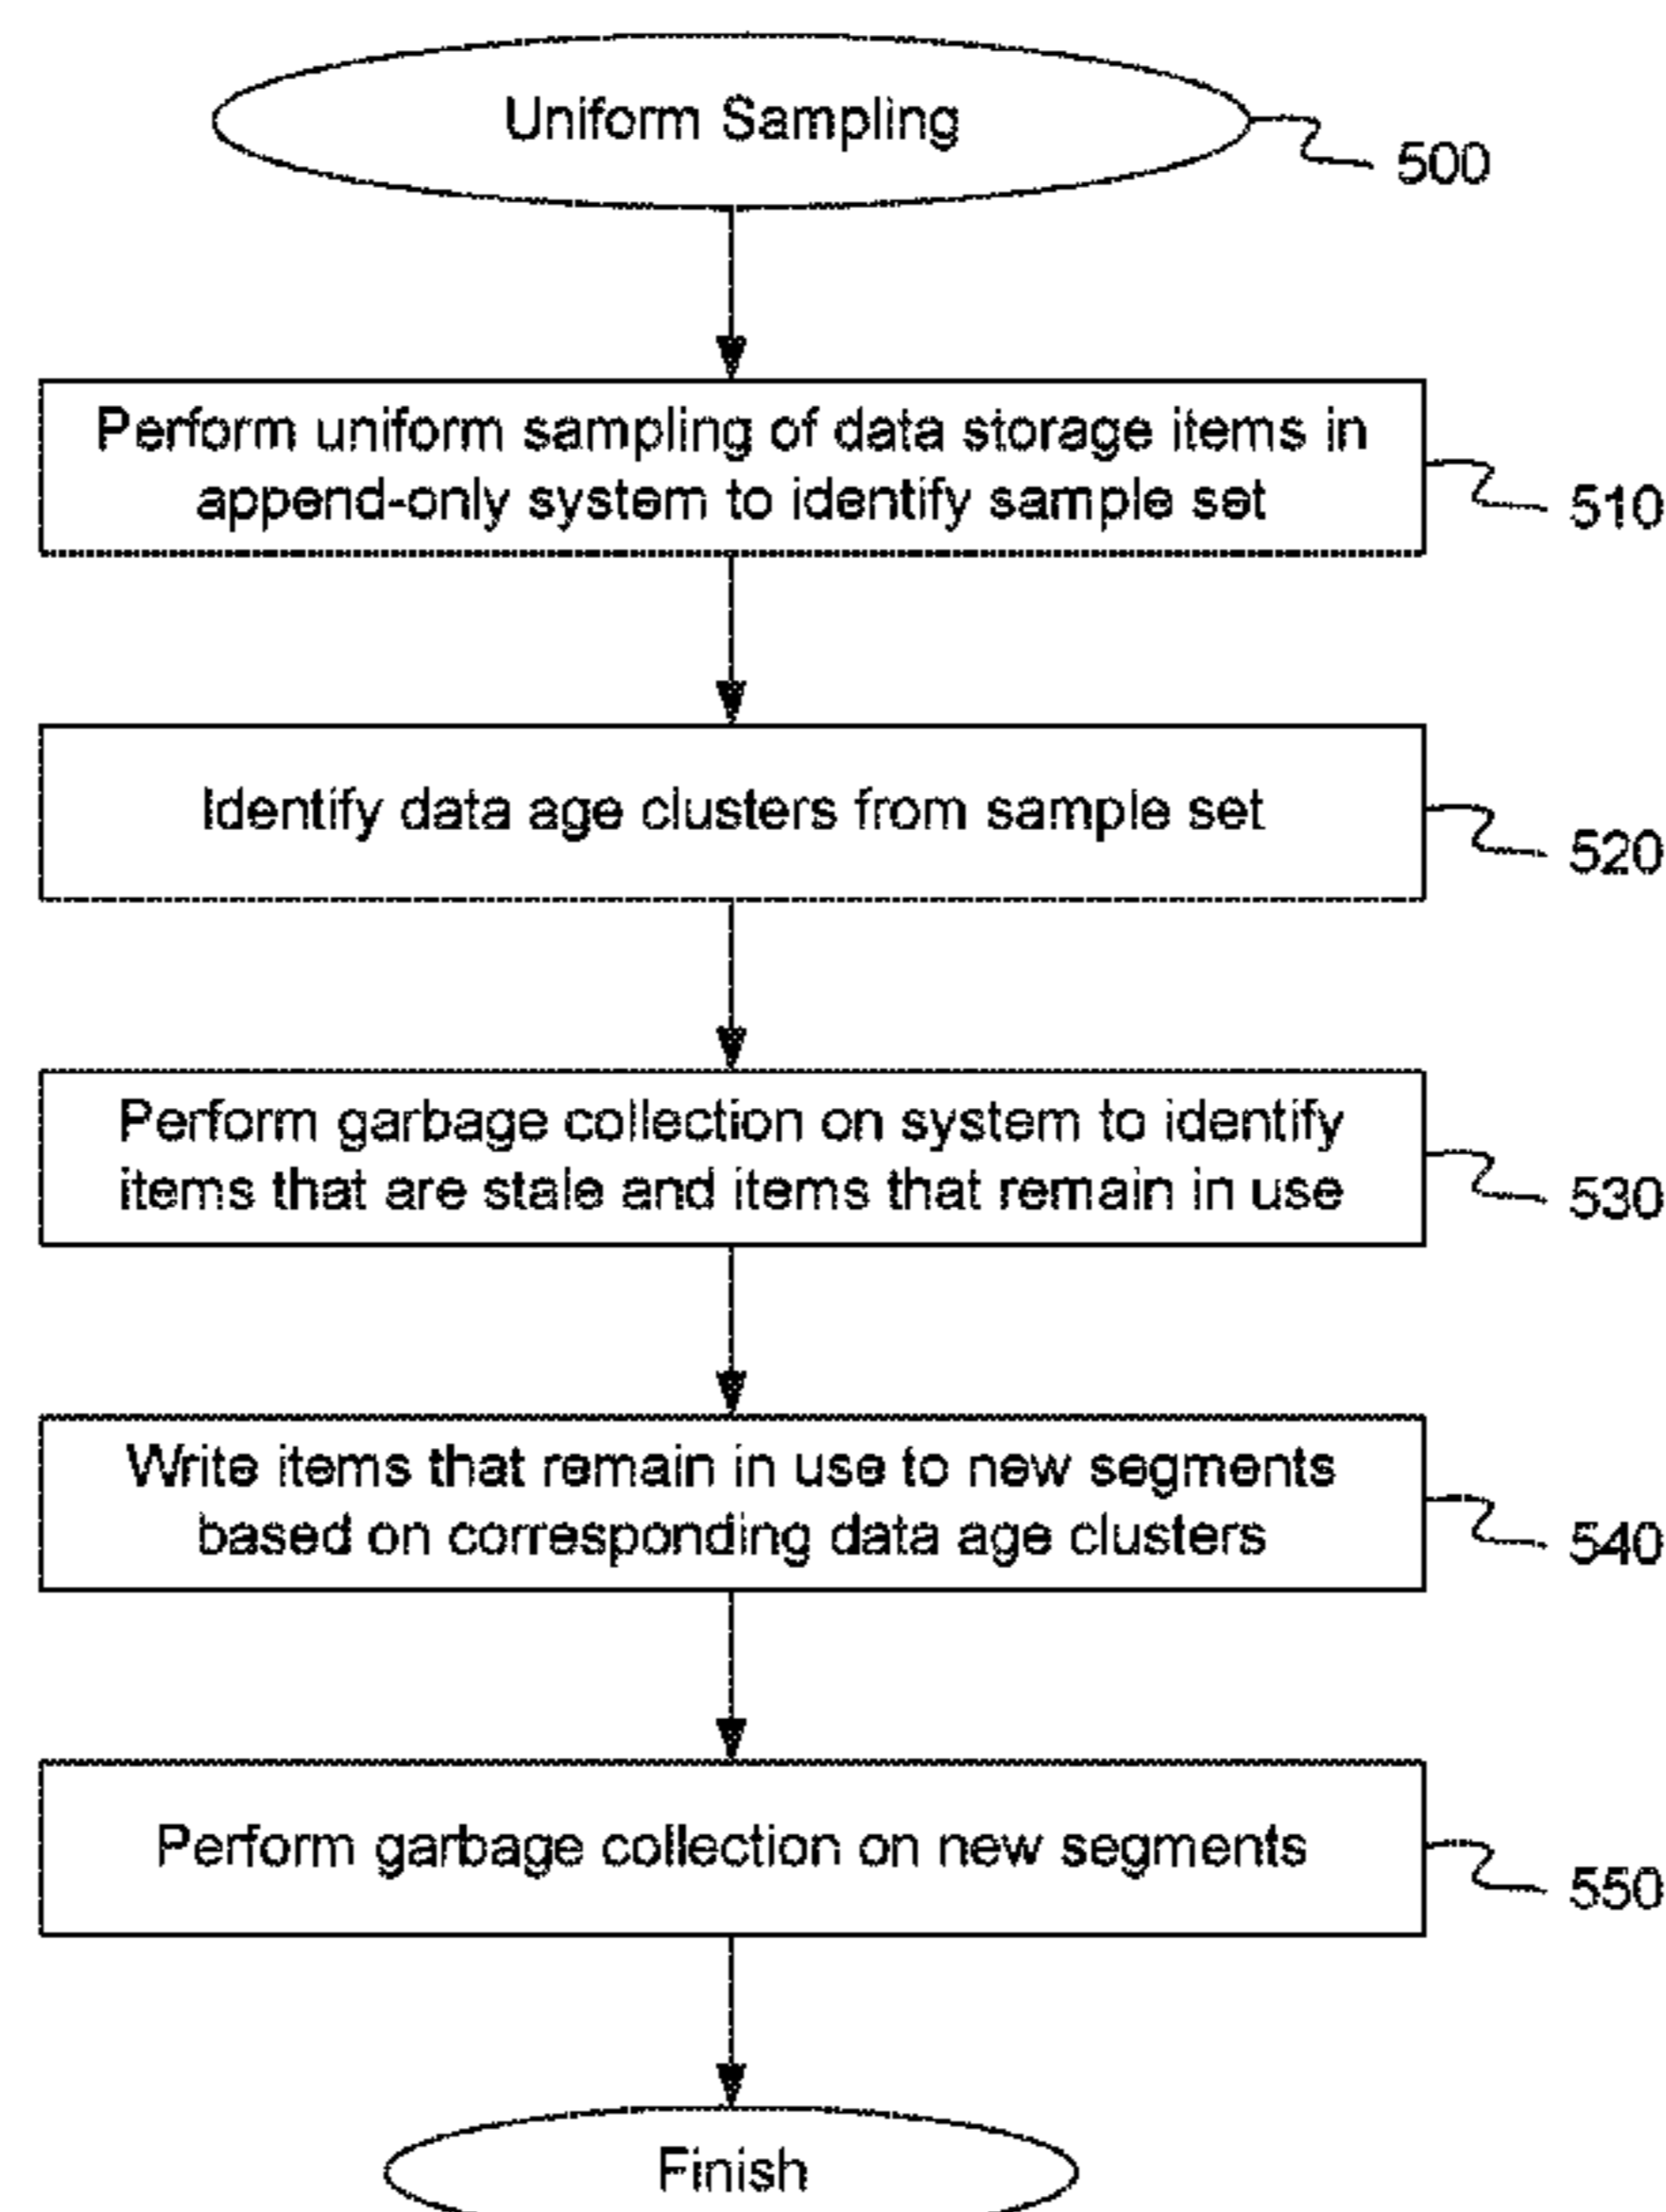 Uniform Sampling
500
Perform uniform sampling of data storage items in
append-only system to identify sample set
510
Identify data age clusters from sample set
520
Perform garbage collection on system to identify
items that are stale and items that remain in use
530
Write items that remain in use to new segments
based on corresponding data age clusters
540
Perform garbage collection on new segments
550
Finish